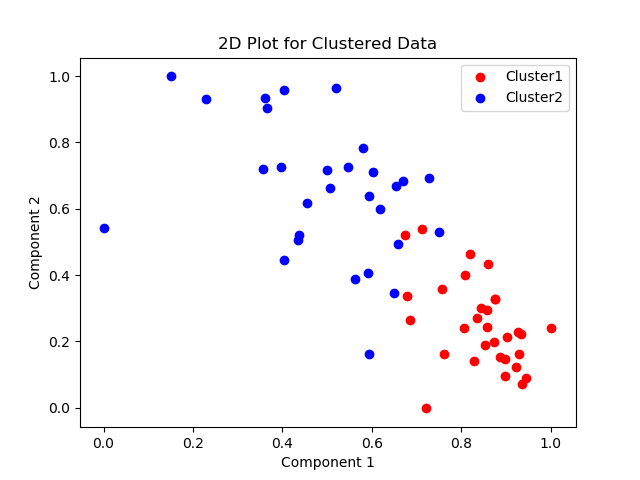 2D Plot for Clustered Data
Cluster1
Cluster2
Component 2
1.0
0.8
0.6
0.4
0.2
0.0
0.0 0.2 0.4 0.6 0.8 1.0
Component 1